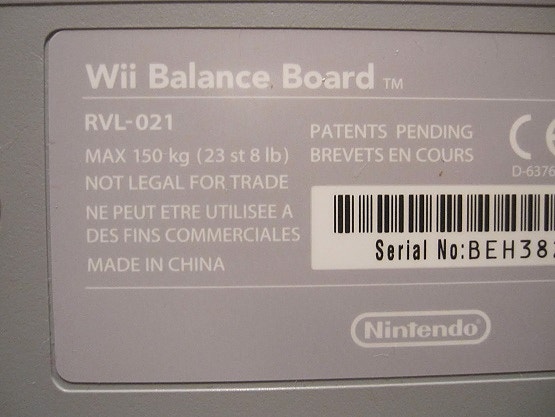 Wii Balance Board TM
RVL-021
MAX 150 kg (23 st 8 lb)
NOT LEGAL FOR TRADE
NE PEUT ETRE UTILISEE A
DES FINS COMMERCIALES
MADE IN CHINA
PATENTS PENDING
BREVETS EN COURS
CE
D-6376
Serial No:BEH38
Nintendo